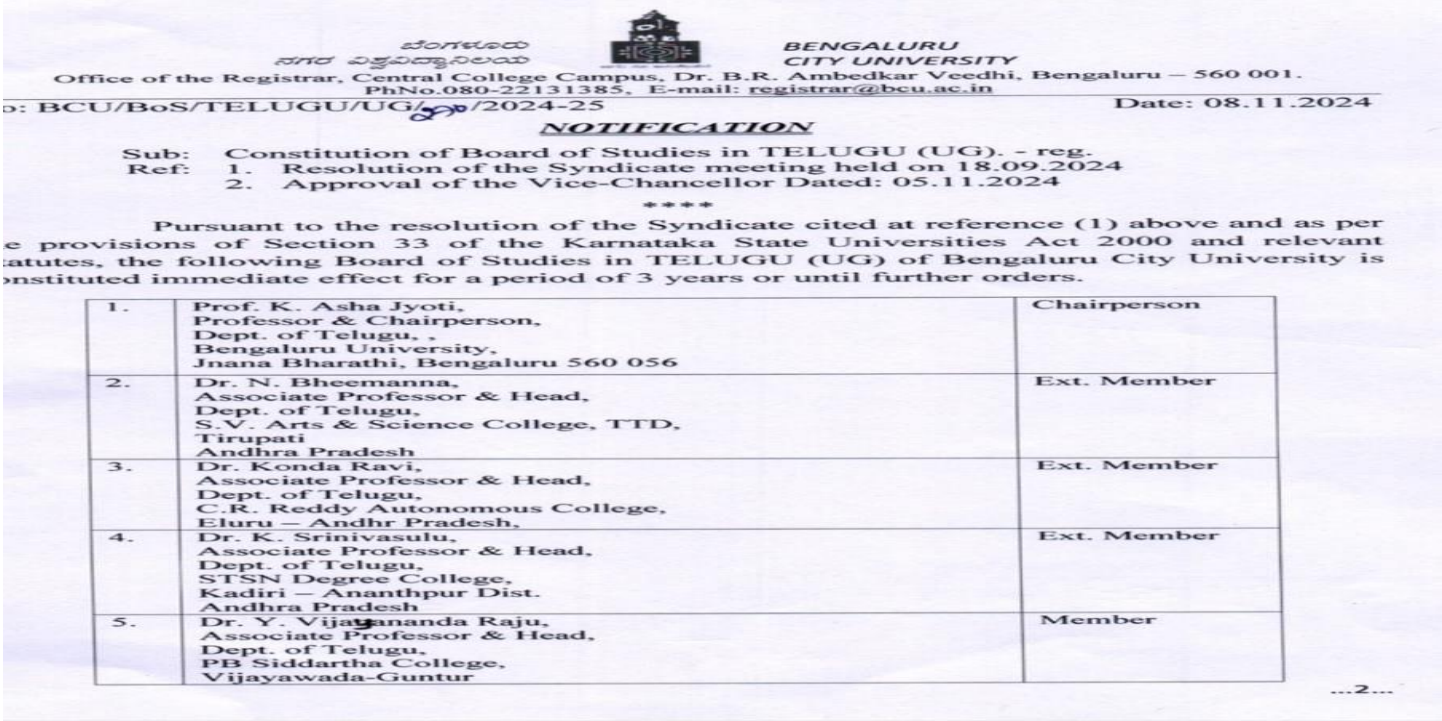 ಬೆಂಗಳೂರು
ನಗರ ವಿಶ್ವವಿದ್ಯಾನಿಲಯ
BENGALURU
CITY UNIVERSITY
Office of the Registrar, Central College Campus, Dr. B.R. Ambedkar Veedhi, Bengaluru – 560 001.
PhNo.080-22131385, E-mail: registrar@bcu.ac.in
o: BCU/BoS/TELUGU/UG/ /2024-25 Date: 08.11.2024
NOTIFICATION
Sub: Constitution of Board of Studies in TELUGU (UG). - reg.
Ref: 1. Resolution of the Syndicate meeting held on 18.09.2024
2. Approval of the Vice-Chancellor Dated: 05.11.2024
****
Pursuant to the resolution of the Syndicate cited at reference (1) above and as per
e provisions of Section 33 of the Karnataka State Universities Act 2000 and relevant
tatutes, the following Board of Studies in TELUGU (UG) of Bengaluru City University is
onstituted immediate effect for a period of 3 years or until further orders.
1. Prof. K. Asha Jyoti, Chairperson
Professor & Chairperson,
Dept. of Telugu, ,
Bengaluru University,
Jnana Bharathi, Bengaluru 560 056
2. Dr. N. Bheemanna, Ext. Member
Associate Professor & Head,
Dept. of Telugu,
S.V. Arts & Science College, TTD,
Tirupati
Andhra Pradesh
3. Dr. Konda Ravi, Ext. Member
Associate Professor & Head,
Dept. of Telugu,
C.R. Reddy Autonomous College,
Eluru – Andhr Pradesh,
4. Dr. K. Srinivasulu, Ext. Member
Associate Professor & Head,
Dept. of Telugu,
STSN Degree College,
Kadiri – Ananthpur Dist.
Andhra Pradesh
5. Dr. Y. Vijayananda Raju, Member
Associate Professor & Head,
Dept. of Telugu,
PB Siddartha College,
Vijayawada-Guntur
...2...